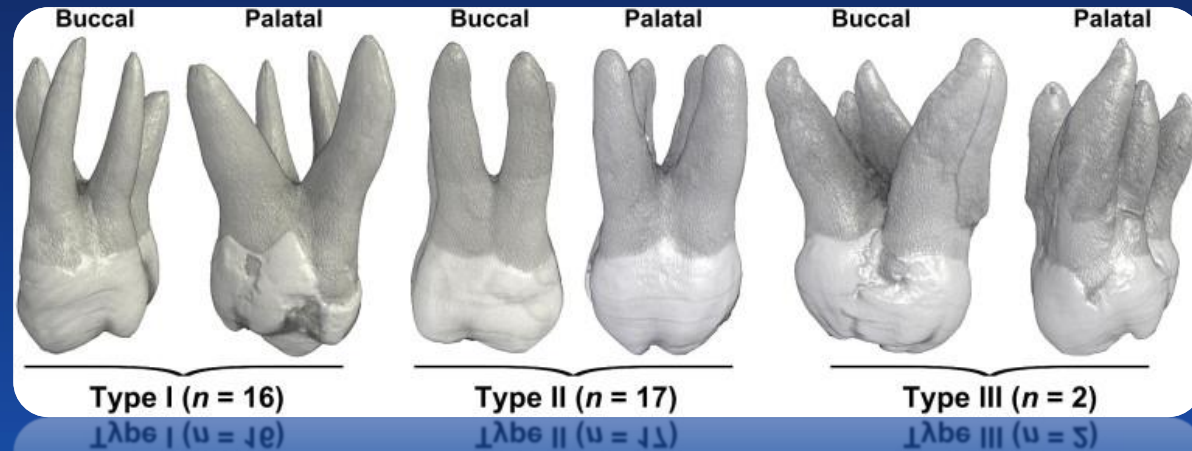 Buccal Palatal Buccal Palatal Buccal Palatal
Type I (n = 16) Type II (n = 17) Type III (n = 2)